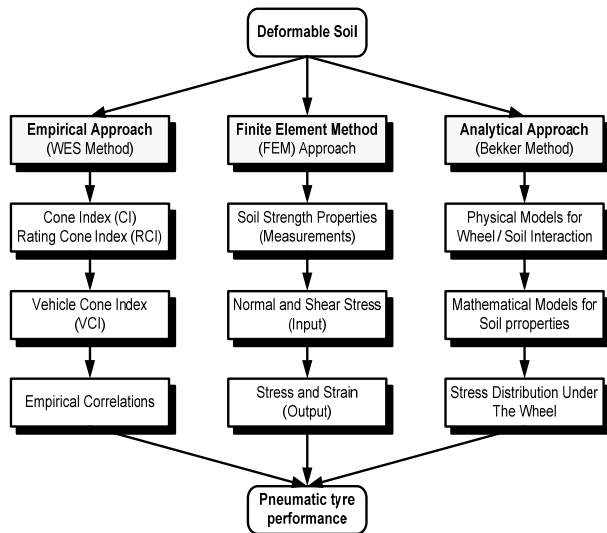 Deformable Soil
Empirical Approach
(WES Method)
Finite Element Method
(FEM) Approach
Analytical Approach
(Bekker Method)
Cone Index (CI)
Rating Cone Index (RCI)
Soil Strength Properties
(Measurements)
Physical Models for
Wheel / Soil Interaction
Vehicle Cone Index
(VCI)
Normal and Shear Stress
(Input)
Mathematical Models for
Soil prroperties
Empirical Correlations
Stress and Strain
(Output)
Stress Distribution Under
The Wheel
Pneumatic tyre
performance